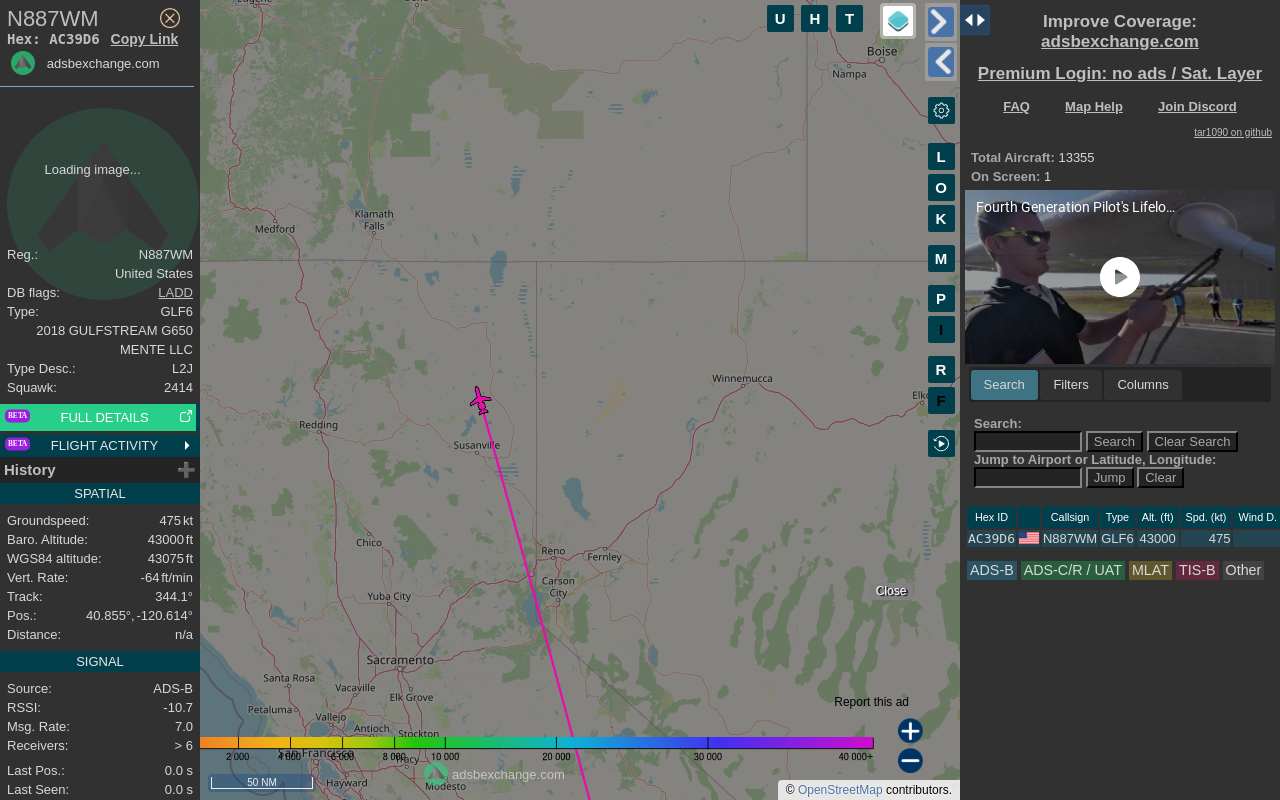 N887WM
Hex: AC39D6 Copy Link
adsbexchange.com
Loading image...
Reg.: N887WM
United States
DB flags: LADD
Type: GLF6
2018 GULFSTREAM G650
MENTE LLC
Type Desc.: L2J
Squawk: 2414
BETA FULL DETAILS
BETA FLIGHT ACTIVITY
History
SPATIAL
Groundspeed: 475 kt
Baro. Altitude: 43000 ft
WGS84 altitude: 43075 ft
Vert. Rate: -64 ft/min
Track: 344.1°
Pos.: 40.855°, -120.614°
Distance: n/a
SIGNAL
Source: ADS-B
RSSI: -10.7
Msg. Rate: 7.0
Receivers: > 6
Last Pos.: 0.0 s
Last Seen: 0.0 s
U H T
Boise
Nampa
Klamath
Falls
Medford
Winnemucca
Redding
Susanville
Chico
Reno
Fernley
Carson
City
Yuba City
Sacramento
Santa Rosa
Vacaville
Elk Grove
Petaluma
Vallejo
Antioch
Stockton
San Francisco
Tracy
Hayward
Modesto
L
O
K
M
P
I
R
F
Close
Report this ad
2 000 4 000 6 000 8 000 10 000 20 000 30 000 40 000+
50 NM
adsbexchange.com
© OpenStreetMap contributors.
Improve Coverage:
adsbexchange.com
Premium Login: no ads / Sat. Layer
FAQ Map Help Join Discord
tar1090 on github
Total Aircraft: 13355
On Screen: 1
Fourth Generation Pilot's Lifelo...
Search Filters Columns
Search:
Search Clear Search
Jump to Airport or Latitude, Longitude:
Jump Clear
Hex ID Callsign Type Alt. (ft) Spd. (kt) Wind D.
AC39D6 N887WM GLF6 43000 475
ADS-B ADS-C/R / UAT MLAT TIS-B Other